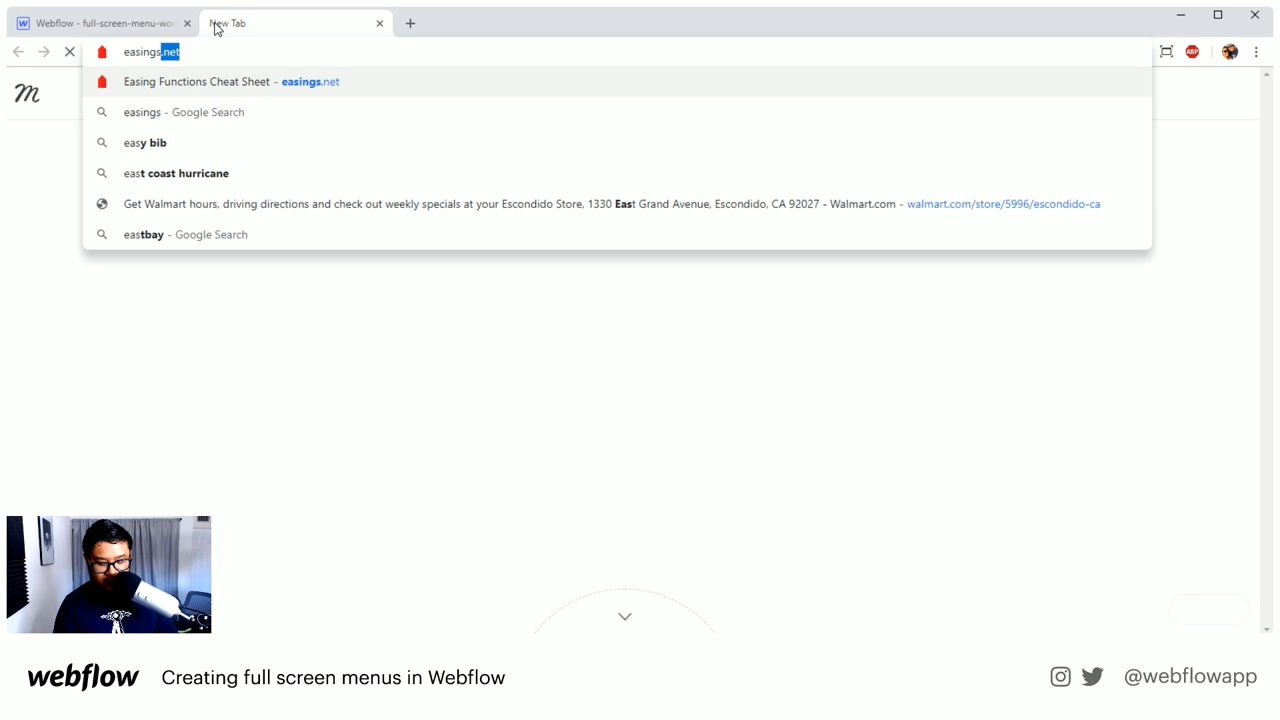 Webflow - full-screen-menu-wor
New Tab
easings.net
Easing Functions Cheat Sheet - easings.net
easings - Google Search
easy bib
east coast hurricane
Get Walmart hours, driving directions and check out weekly specials at your Escondido Store, 1330 East Grand Avenue, Escondido, CA 92027 - Walmart.com - walmart.com/store/5996/escondido-ca
eastbay - Google Search
m
ABP
webflow Creating full screen menus in Webflow @webflowapp